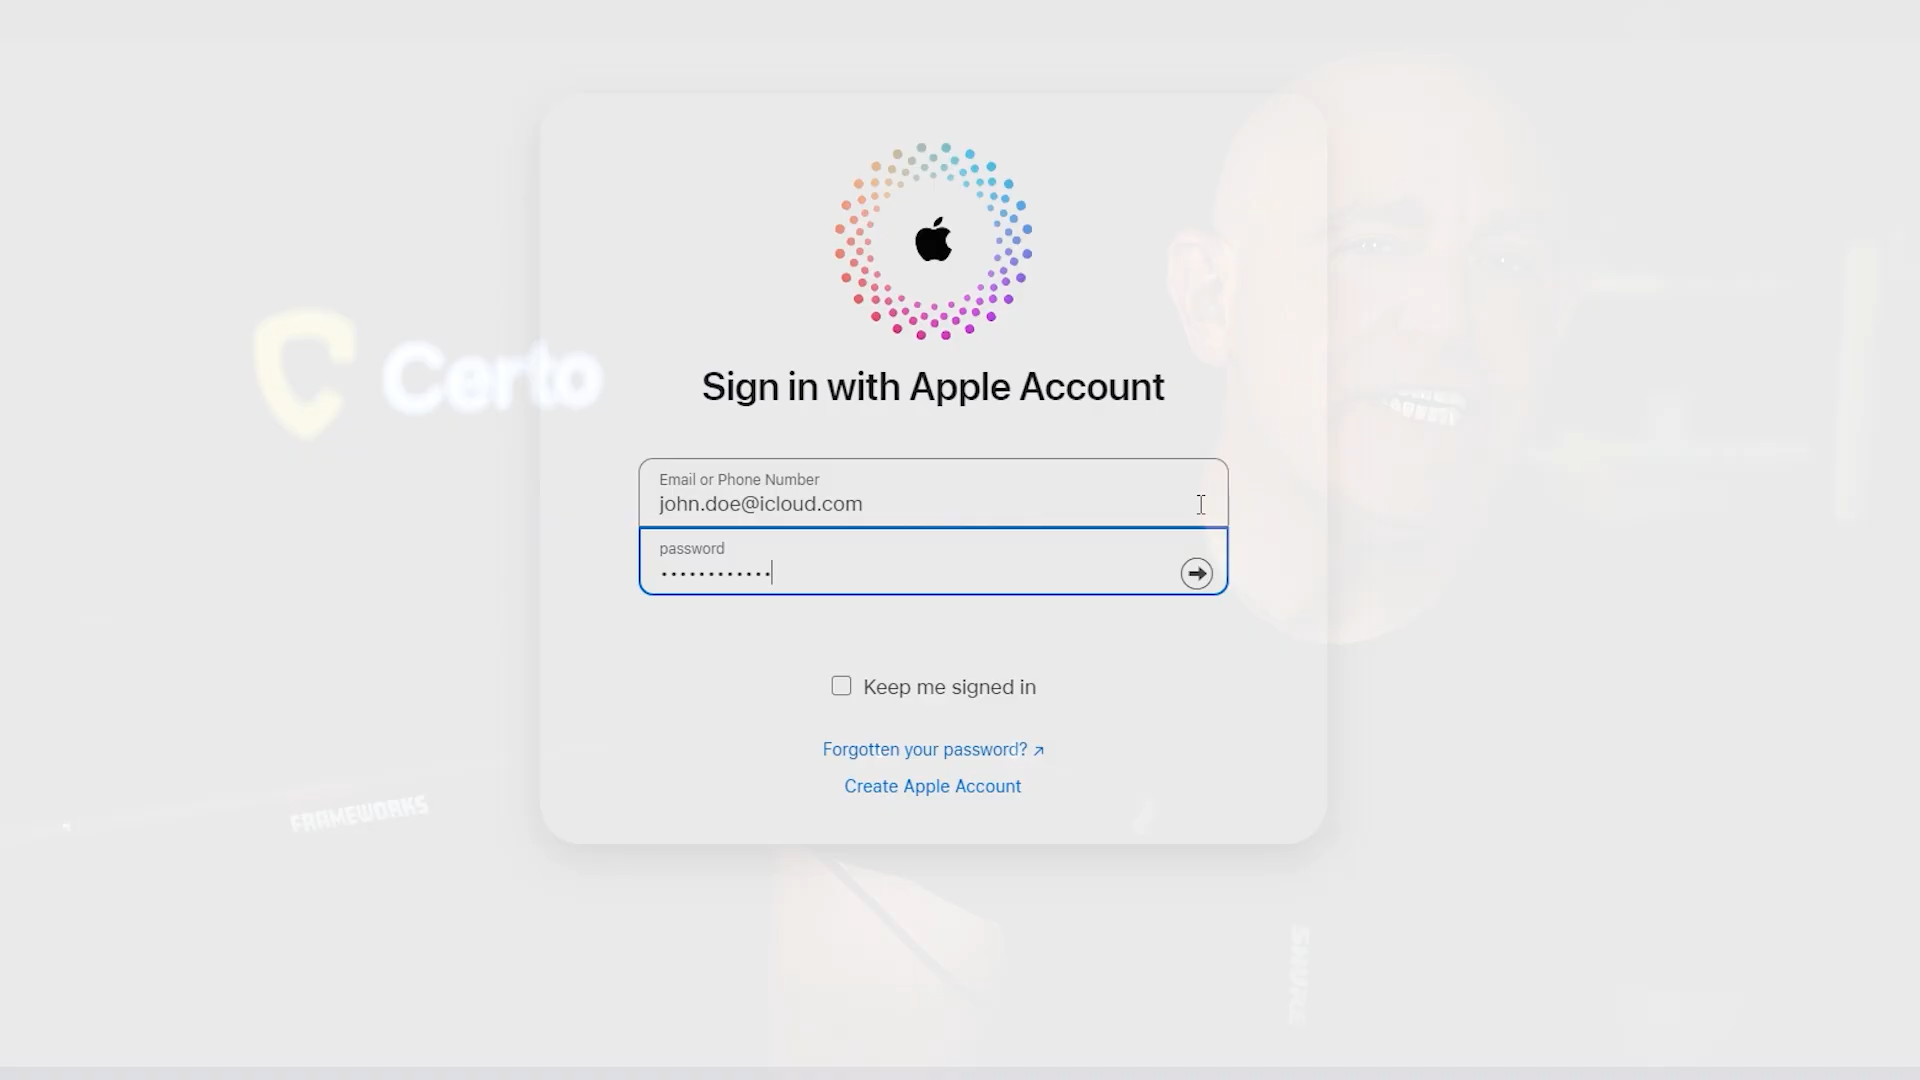 Certo
Sign in with Apple Account
Email or Phone Number
john.doe@icloud.com
password
••••••••••••
Keep me signed in
Forgotten your password? ↗
Create Apple Account
FRAMEWORKS
SHURE